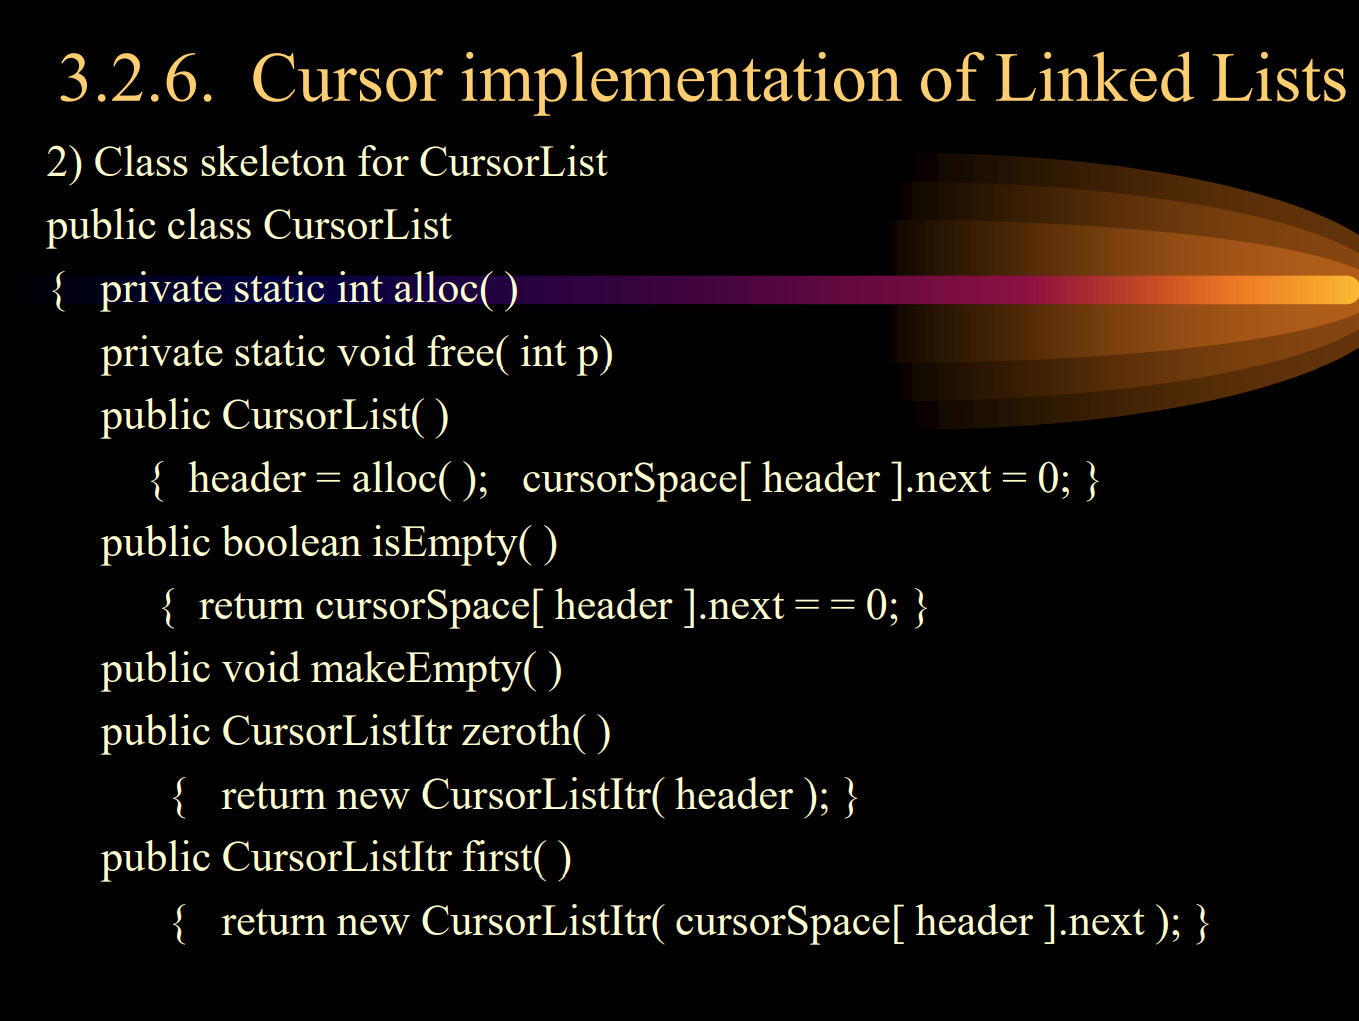 3.2.6. Cursor implementation of Linked Lists
2) Class skeleton for CursorList
public class CursorList
{ private static int alloc( )
private static void free( int p)
public CursorList( )
{ header = alloc( ); cursorSpace[ header ].next = 0; }
public boolean isEmpty( )
{ return cursorSpace[ header ].next = = 0; }
public void makeEmpty( )
public CursorListItr zeroth( )
{ return new CursorListItr( header ); }
public CursorListItr first( )
{ return new CursorListItr( cursorSpace[ header ].next ); }